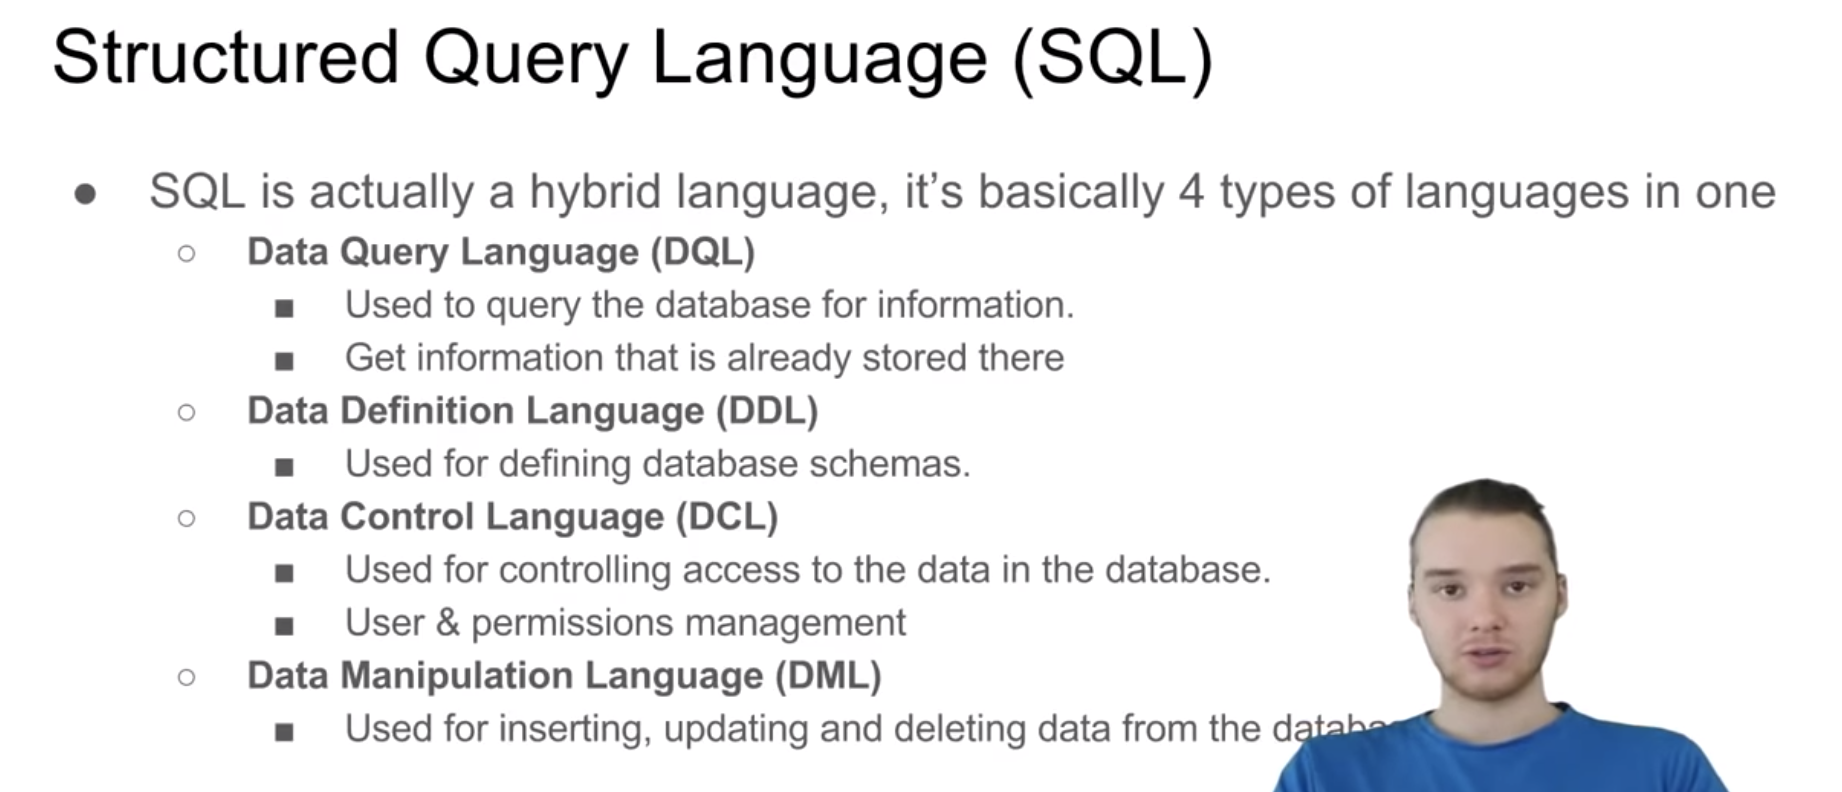 Structured Query Language (SQL)
● SQL is actually a hybrid language, it’s basically 4 types of languages in one
○ Data Query Language (DQL)
■ Used to query the database for information.
■ Get information that is already stored there
○ Data Definition Language (DDL)
■ Used for defining database schemas.
○ Data Control Language (DCL)
■ Used for controlling access to the data in the database.
■ User & permissions management
○ Data Manipulation Language (DML)
■ Used for inserting, updating and deleting data from the